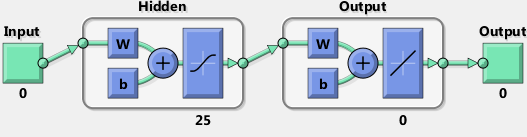 Hidden Output
Input Output
W W
b b
0 25 0 0